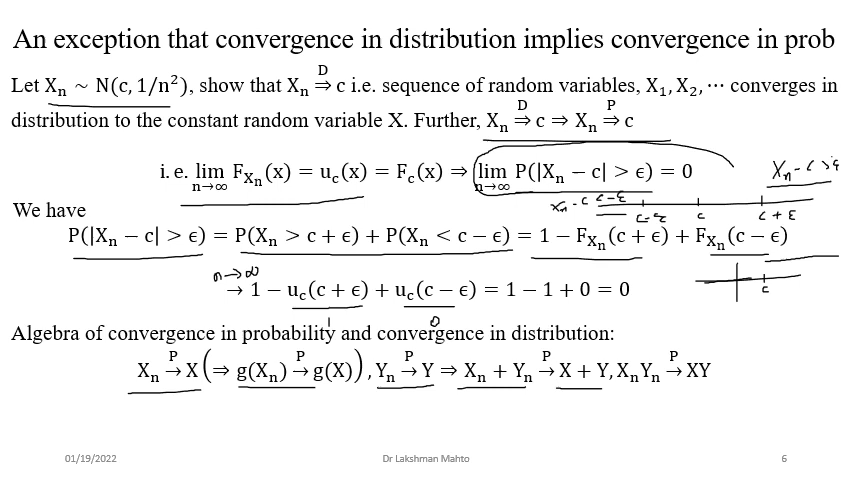 An exception that convergence in distribution implies convergence in prob
Let Xₙ ~ N(c, 1/n²), show that Xₙ ⇒ᴰ c i.e. sequence of random variables, X₁, X₂, ⋯ converges in
distribution to the constant random variable X. Further, Xₙ ⇒ᴰ c ⇒ Xₙ ⇒ᴾ c
i.e. lim_{n→∞} F_{Xₙ}(x) = u_c(x) = F_c(x) ⇒ lim_{n→∞} P(|Xₙ − c| > ϵ) = 0
Xₙ - c > ε
Xₙ - c < -ε
c-ε c c+ε
We have
P(|Xₙ − c| > ϵ) = P(Xₙ > c + ϵ) + P(Xₙ < c − ϵ) = 1 − F_{Xₙ}(c + ϵ) + F_{Xₙ}(c − ϵ)
n→∞
→ 1 − u_c(c + ϵ) + u_c(c − ϵ) = 1 − 1 + 0 = 0
c
1 0
Algebra of convergence in probability and convergence in distribution:
Xₙ →ᴾ X (⇒ g(Xₙ) →ᴾ g(X)), Yₙ →ᴾ Y ⇒ Xₙ + Yₙ →ᴾ X + Y, XₙYₙ →ᴾ XY
01/19/2022 Dr Lakshman Mahto 6